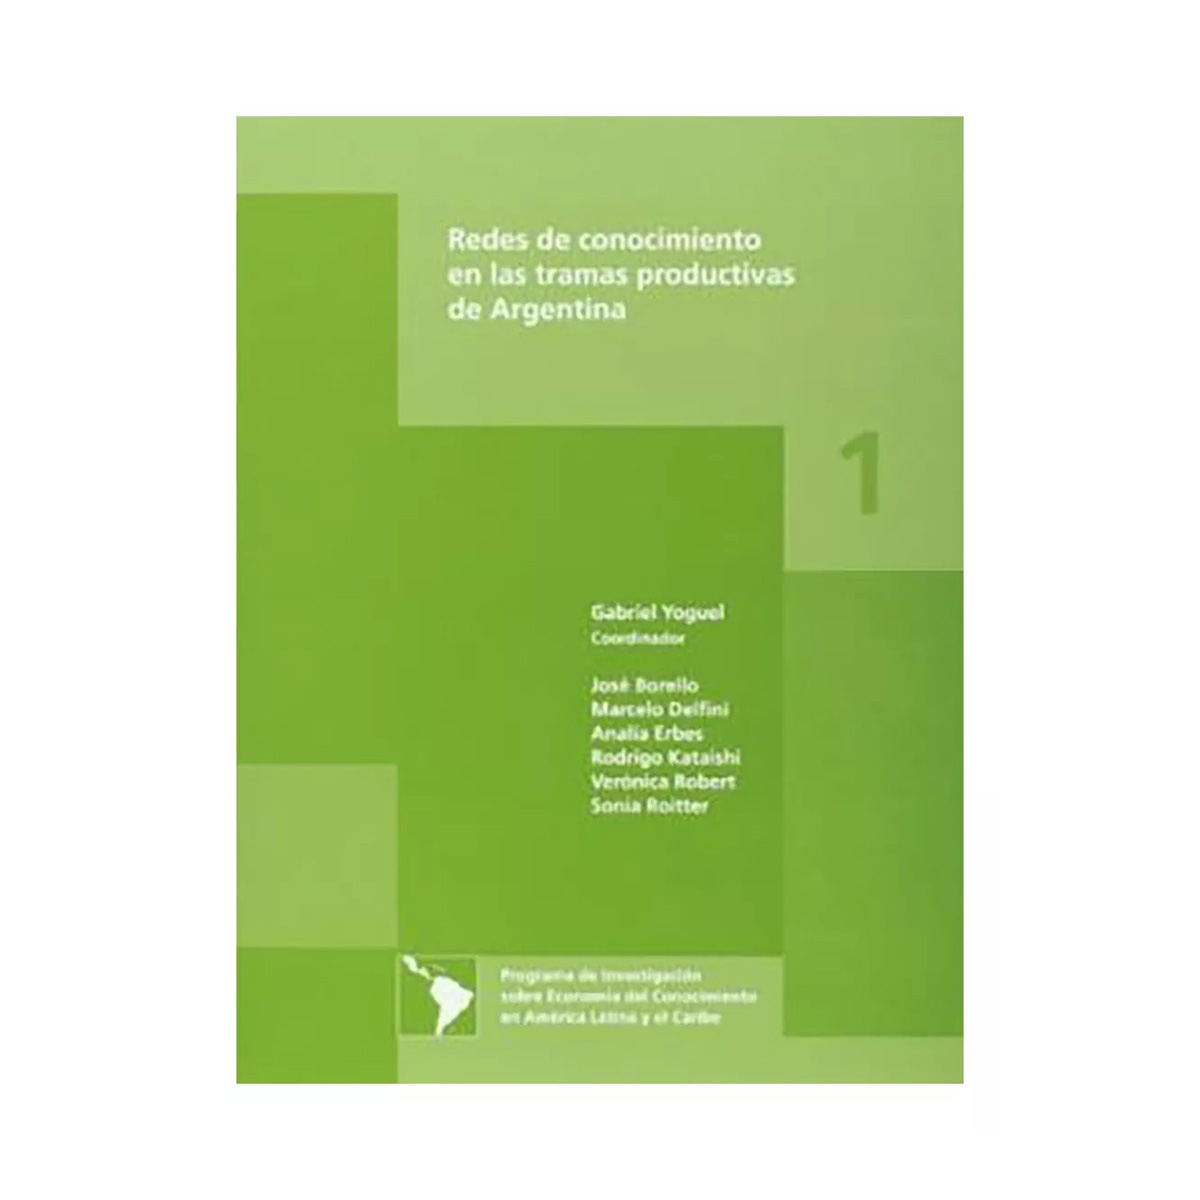 Redes de conocimiento
en las tramas productivas
de Argentina
1
Gabriel Yoguel
Coordinador
José Borello
Marcelo Delfini
Analía Erbes
Rodrigo Kataishi
Verónica Robert
Sonia Roitter
Programa de Investigación
sobre Economía del Conocimiento
en América Latina y el Caribe